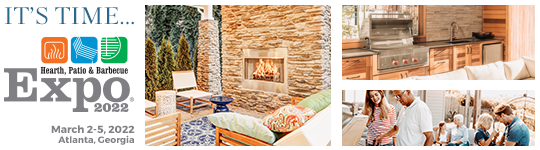 IT'S TIME...
Hearth, Patio & Barbecue
Expo
2022®
March 2-5, 2022
Atlanta, Georgia